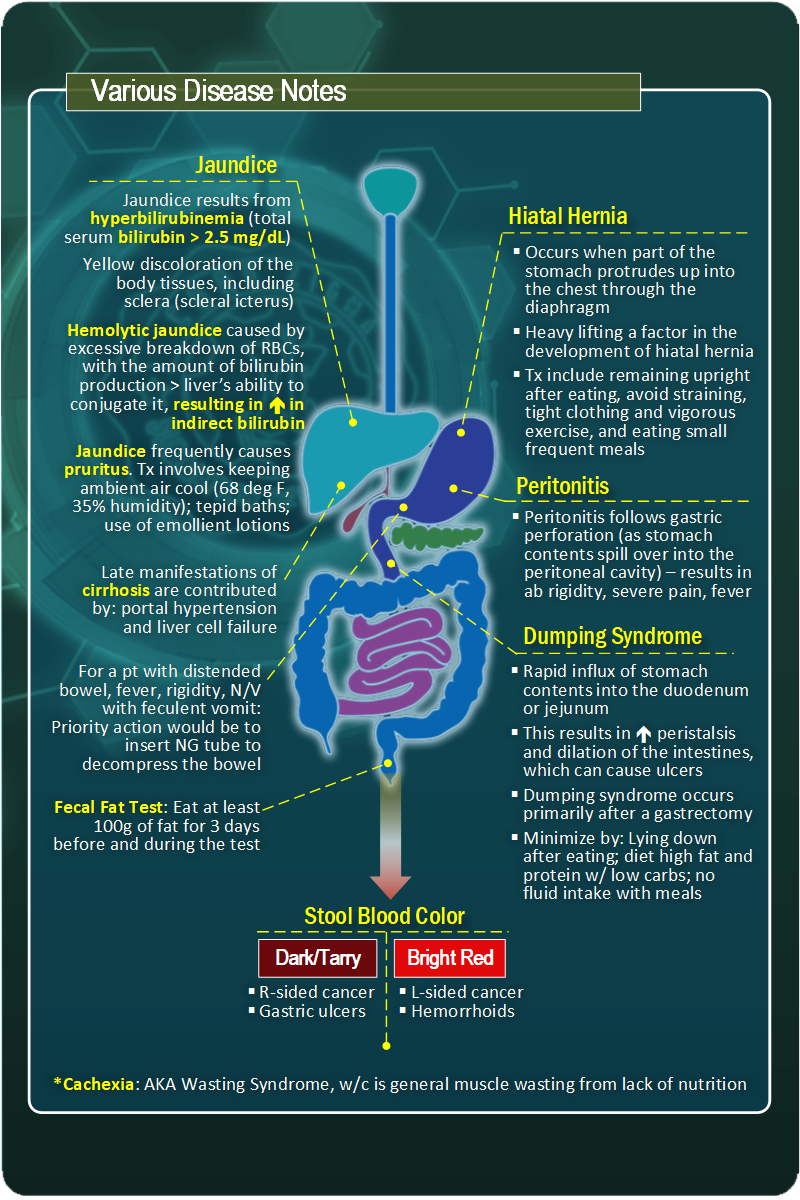 Various Disease Notes
Jaundice
Jaundice results from
hyperbilirubinemia (total
serum bilirubin > 2.5 mg/dL)
Yellow discoloration of the
body tissues, including
sclera (scleral icterus)
Hemolytic jaundice caused by
excessive breakdown of RBCs,
with the amount of bilirubin
production > liver's ability to
conjugate it, resulting in ⬆ in
indirect bilirubin
Jaundice frequently causes
pruritus. Tx involves keeping
ambient air cool (68 deg F,
35% humidity); tepid baths;
use of emollient lotions
Late manifestations of
cirrhosis are contributed
by: portal hypertension
and liver cell failure
For a pt with distended
bowel, fever, rigidity, N/V
with feculent vomit:
Priority action would be to
insert NG tube to
decompress the bowel
Fecal Fat Test: Eat at least
100g of fat for 3 days
before and during the test
Hiatal Hernia
▪ Occurs when part of the
stomach protrudes up into
the chest through the
diaphragm
▪ Heavy lifting a factor in the
development of hiatal hernia
▪ Tx include remaining upright
after eating, avoid straining,
tight clothing and vigorous
exercise, and eating small
frequent meals
Peritonitis
▪ Peritonitis follows gastric
perforation (as stomach
contents spill over into the
peritoneal cavity) – results in
ab rigidity, severe pain, fever
Dumping Syndrome
▪ Rapid influx of stomach
contents into the duodenum
or jejunum
▪ This results in ⬆ peristalsis
and dilation of the intestines,
which can cause ulcers
▪ Dumping syndrome occurs
primarily after a gastrectomy
▪ Minimize by: Lying down
after eating; diet high fat and
protein w/ low carbs; no
fluid intake with meals
Stool Blood Color
Dark/Tarry
▪ R-sided cancer
▪ Gastric ulcers
Bright Red
▪ L-sided cancer
▪ Hemorrhoids
*Cachexia: AKA Wasting Syndrome, w/c is general muscle wasting from lack of nutrition